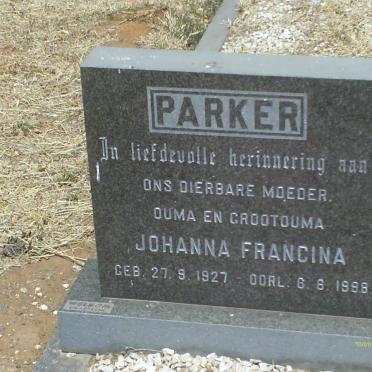 PARKER
In liefdevolle herinnering aan
ONS DIERBARE MOEDER,
OUMA EN GROOTOUMA
JOHANNA FRANCINA
GEB. 27. 9. 1927 - OORL. 6. 6. 1998